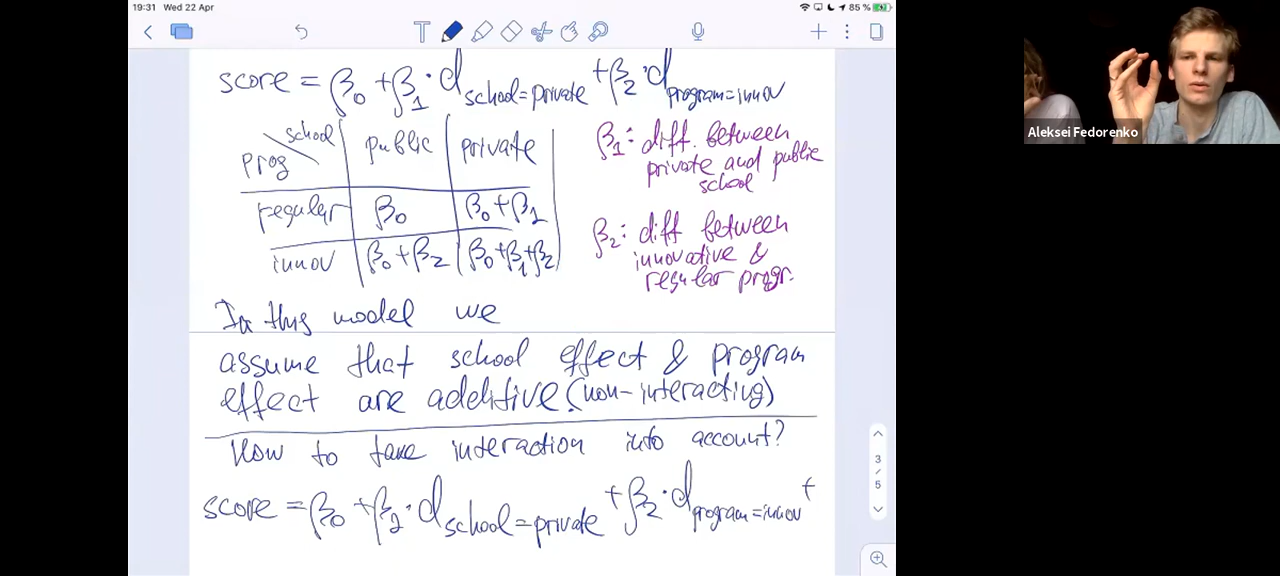 19:31 Wed 22 Apr
85 %
T
score = β₀ + β₁ · d school=private + β₂ · d program=innov
school
prog
public
private
regular
β₀
β₀+β₁
innov
β₀+β₂
β₀+β₁+β₂
β₁: diff. between
private and public
school
β₂: diff between
innovative &
regular progr.
In this model we
assume that school effect & program
effect are additive. (non-interacting)
How to take interaction into account?
score = β₀ + β₁ · d school=private + β₂ · d program=innov +
3
/
5
Aleksei Fedorenko